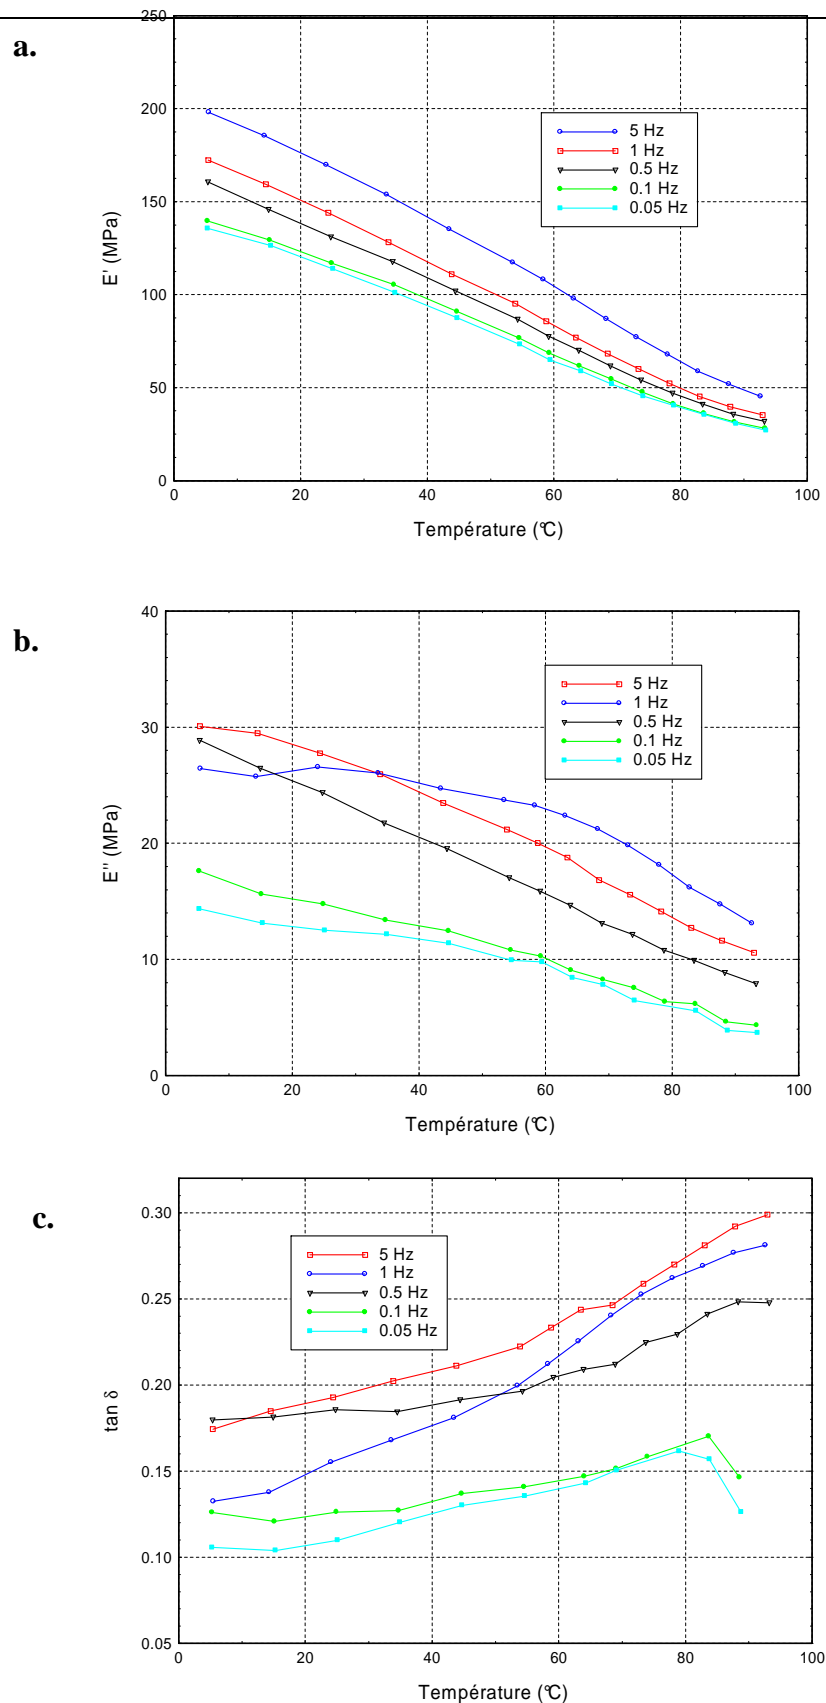 a.
250
200
150
100
50
0
E' (MPa)
5 Hz
1 Hz
0.5 Hz
0.1 Hz
0.05 Hz
0 20 40 60 80 100
Température (°C)
b.
40
30
20
10
0
E'' (MPa)
5 Hz
1 Hz
0.5 Hz
0.1 Hz
0.05 Hz
0 20 40 60 80 100
Température (°C)
c.
0.30
0.25
0.20
0.15
0.10
0.05
tan δ
5 Hz
1 Hz
0.5 Hz
0.1 Hz
0.05 Hz
0 20 40 60 80 100
Température (°C)